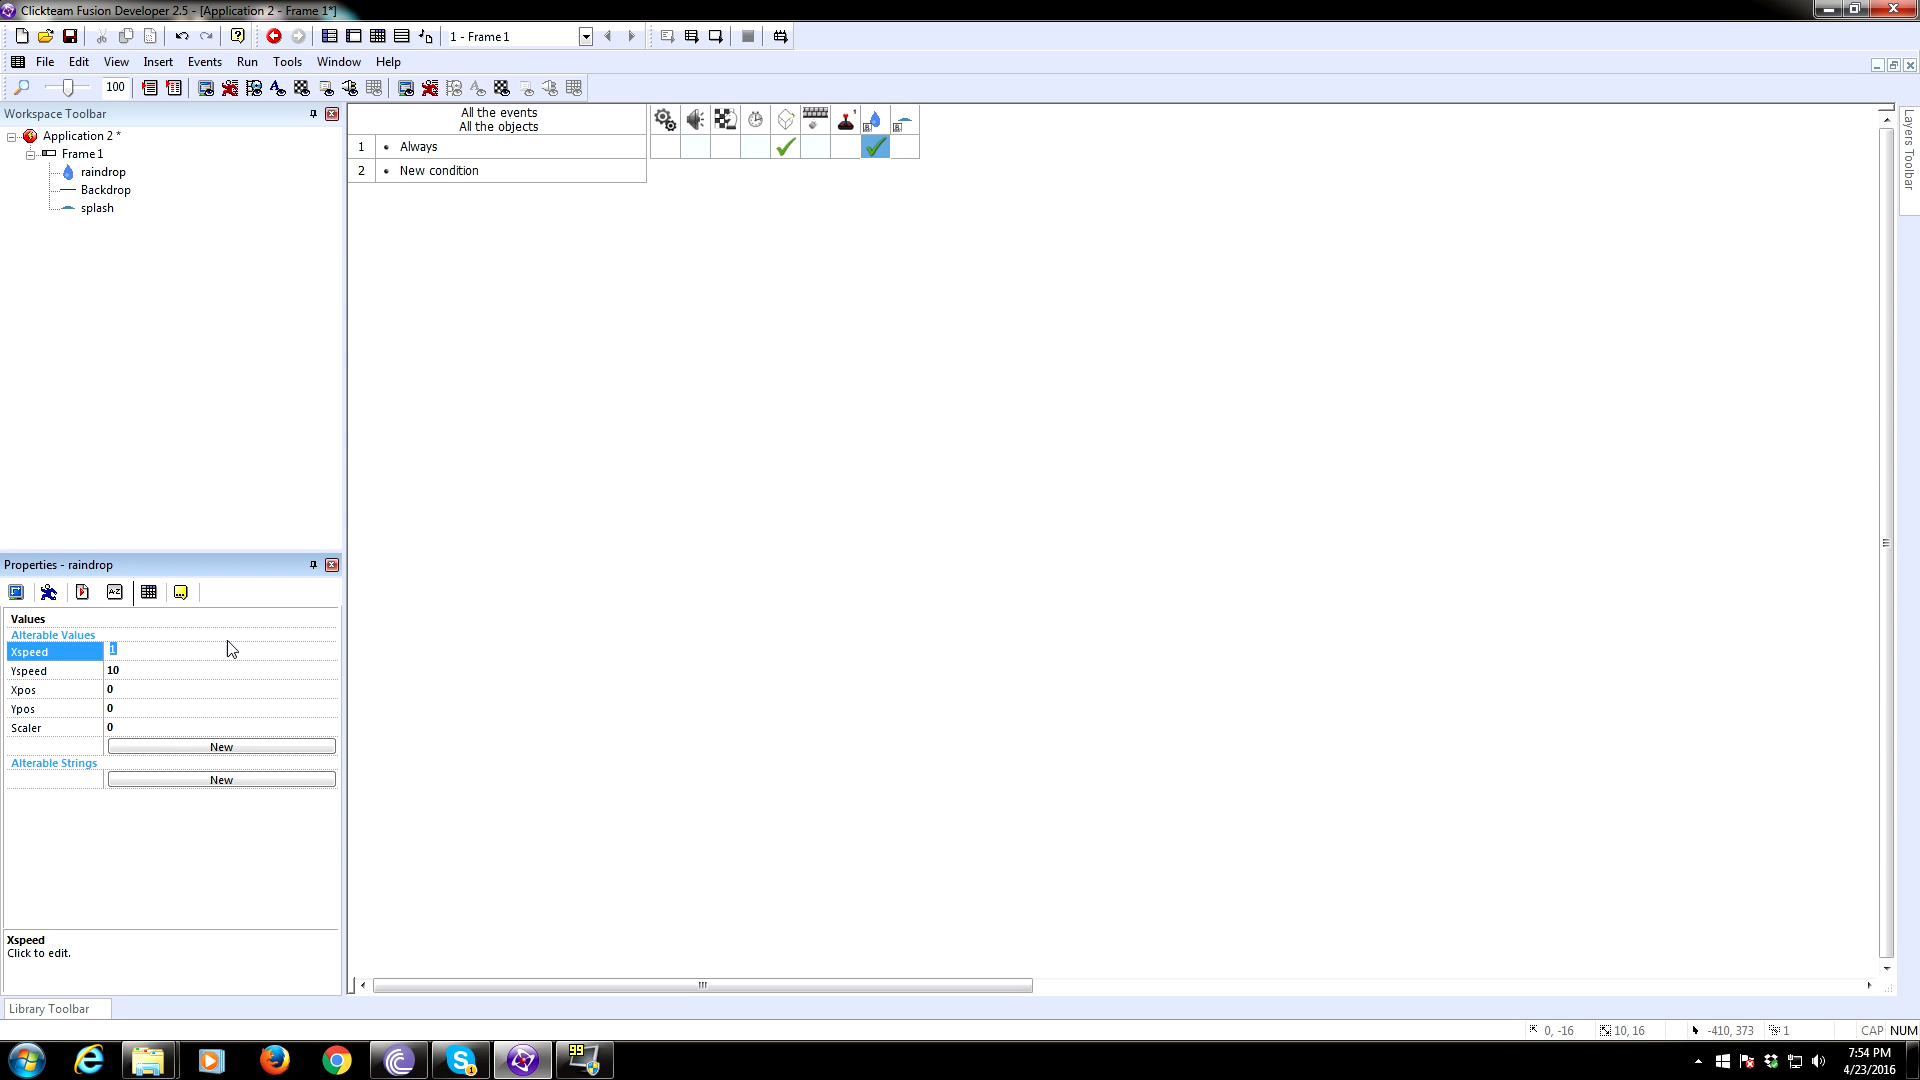 Clickteam Fusion Developer 2.5 - [Application 2 - Frame 1*]
1 - Frame 1
File Edit View Insert Events Run Tools Window Help
100
Workspace Toolbar
Application 2 *
Frame 1
raindrop
Backdrop
splash
All the events
All the objects
1 Always
2 New condition
Layers Toolbar
Properties - raindrop
A-Z
Values
Alterable Values
Xspeed 1
Yspeed 10
Xpos 0
Ypos 0
Scaler 0
New
Alterable Strings
New
Xspeed
Click to edit.
Library Toolbar
0, -16 10, 16 -410, 373 1 CAP NUM
99
7:54 PM
4/23/2016